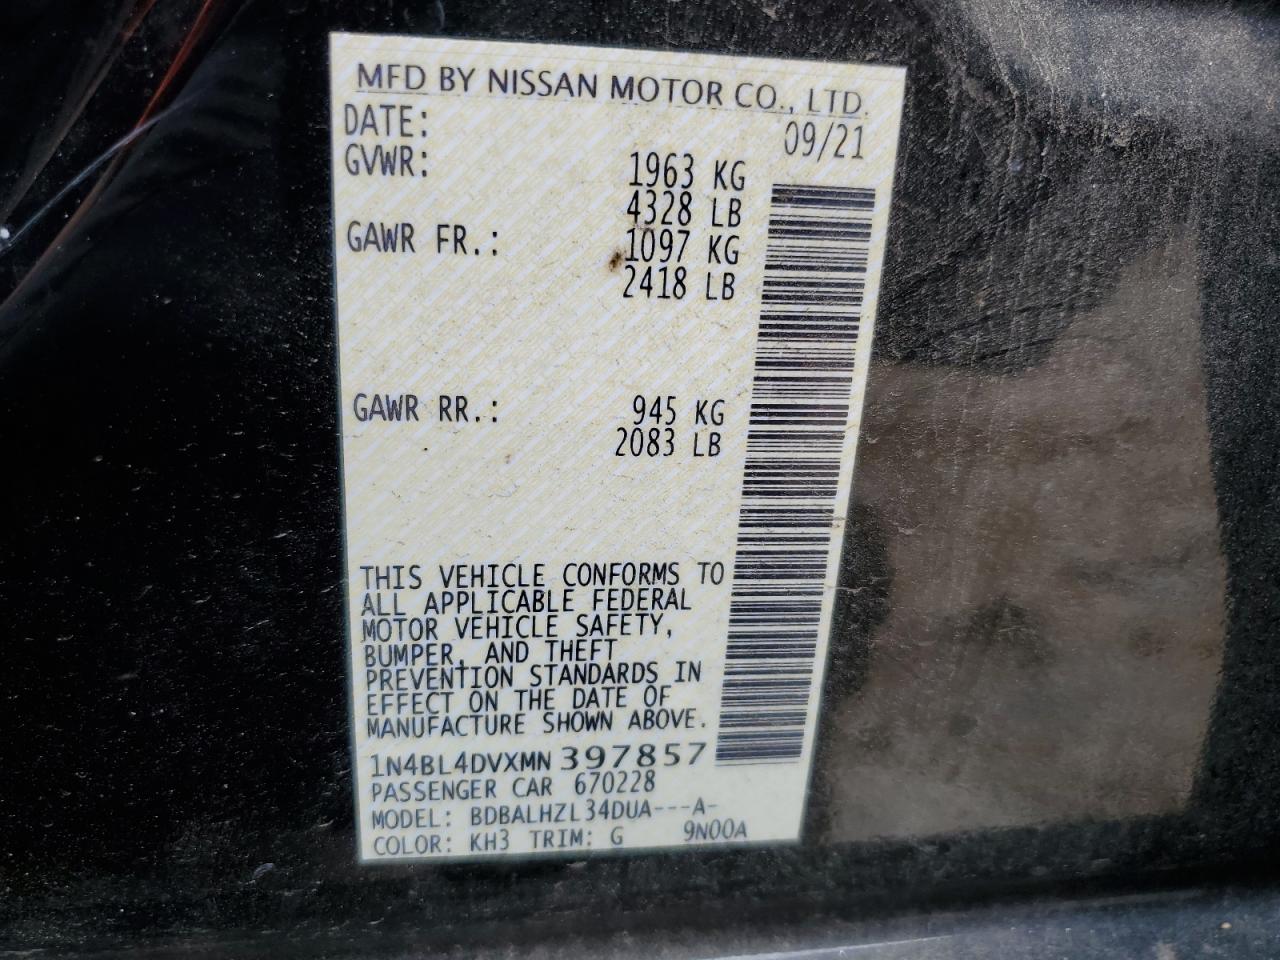 MFD BY NISSAN MOTOR CO., LTD.
DATE: 09/21
GVWR: 1963 KG
4328 LB
GAWR FR.: 1097 KG
2418 LB
GAWR RR.: 945 KG
2083 LB
THIS VEHICLE CONFORMS TO
ALL APPLICABLE FEDERAL
MOTOR VEHICLE SAFETY,
BUMPER, AND THEFT
PREVENTION STANDARDS IN
EFFECT ON THE DATE OF
MANUFACTURE SHOWN ABOVE.
1N4BL4DVXMN397857
PASSENGER CAR 670228
MODEL: BDBALHZL34DUA---A-
COLOR: KH3 TRIM: G 9N00A